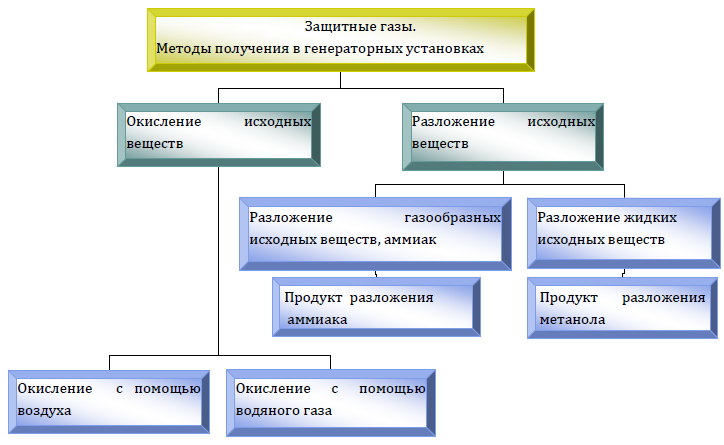 Защитные газы.
Методы получения в генераторных установках
Окисление исходных
веществ
Разложение исходных
веществ
Разложение газообразных
исходных веществ, аммиак
Разложение жидких
исходных веществ
Продукт разложения
аммиака
Продукт разложения
метанола
Окисление с помощью
воздуха
Окисление с помощью
водяного газа